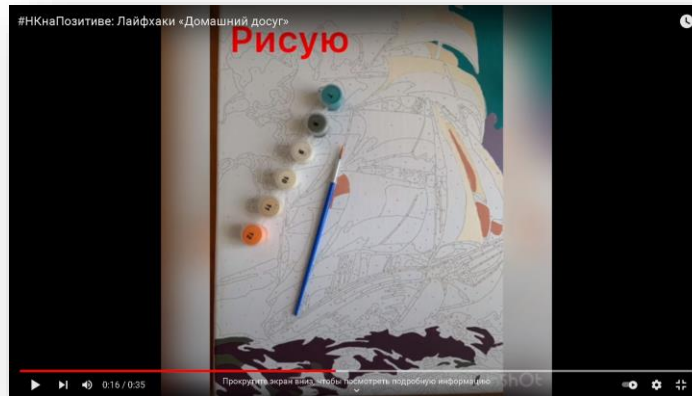 #НКнаПозитиве: Лайфхаки «Домашний досуг»
Рисую
0:16 / 0:35
Прокрутите экран вниз, чтобы посмотреть подробную информацию